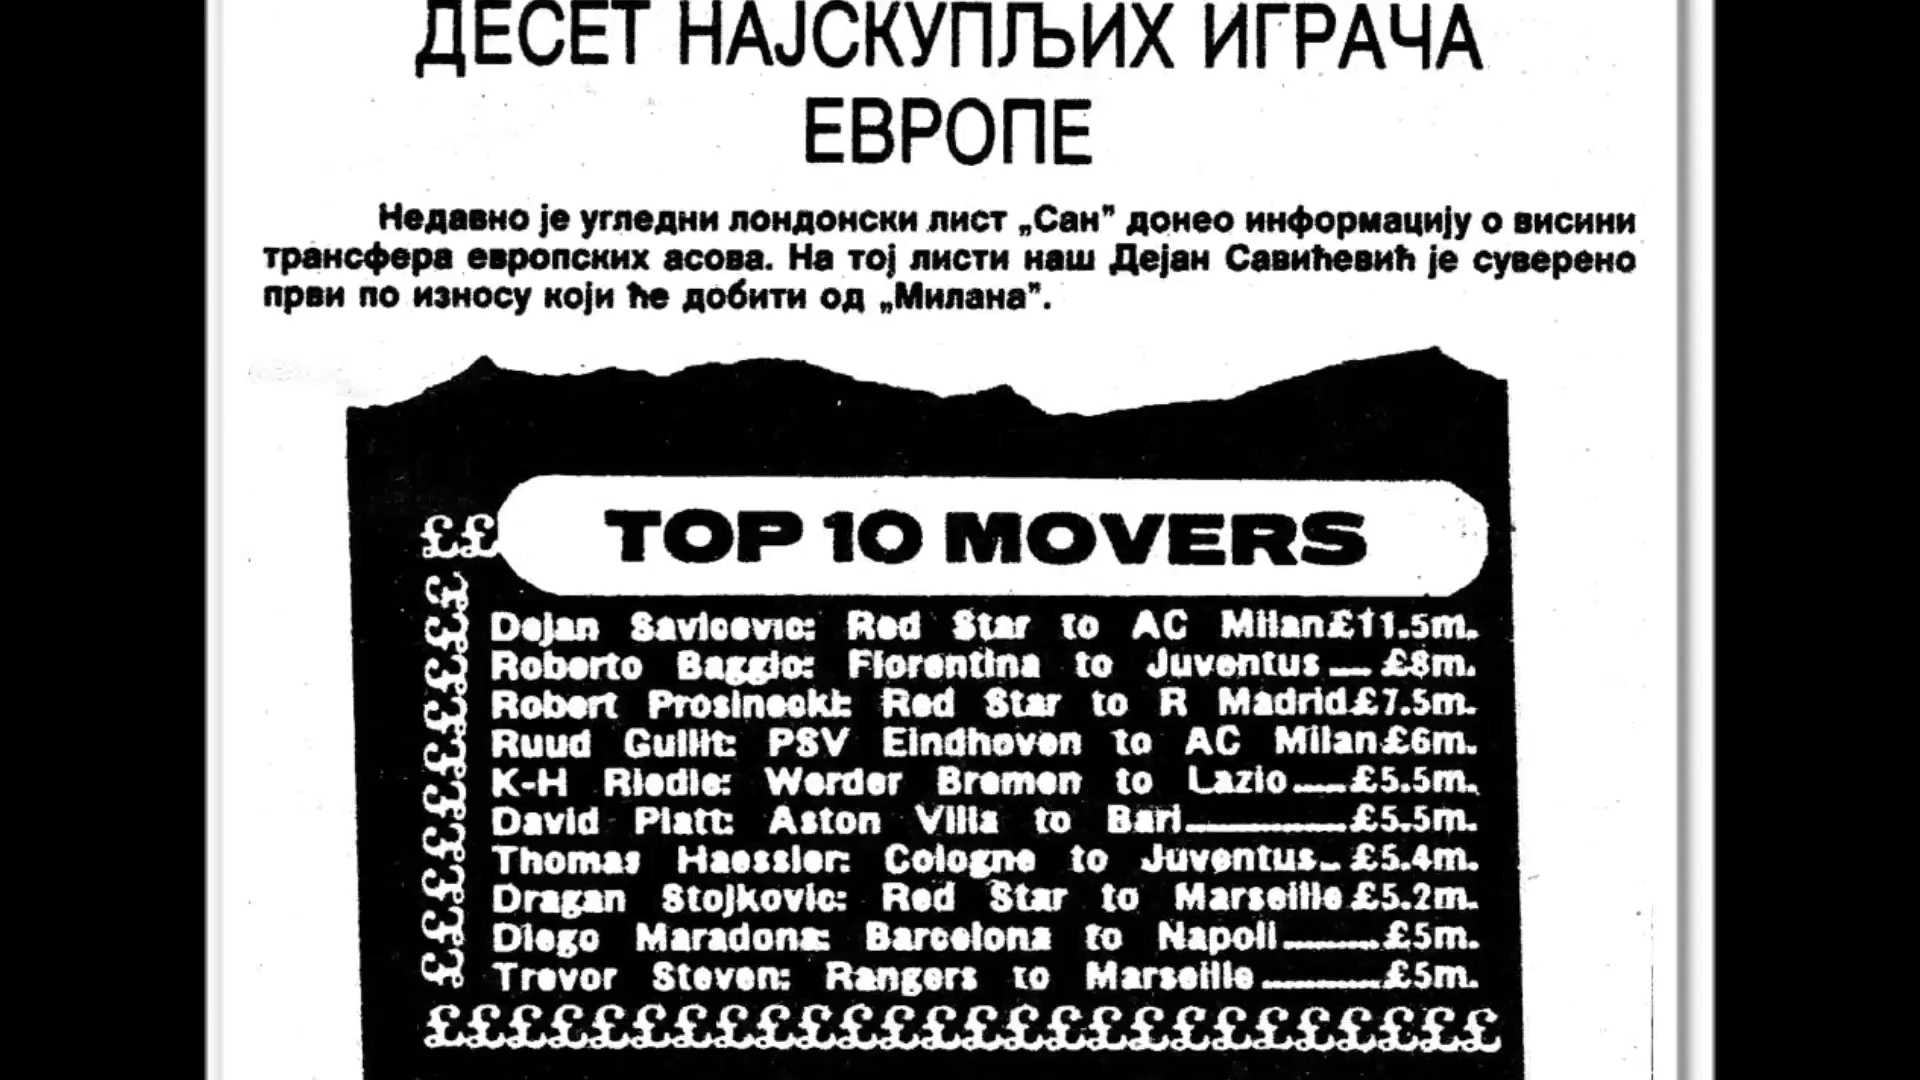 ДЕСЕТ НАЈСКУПЉИХ ИГРАЧА
ЕВРОПЕ
Недавно је угледни лондонски лист „Сан” донео информацију о висини
трансфера европских асова. На тој листи наш Дејан Савићевић је суверено
први по износу који ће добити од „Милана”.
££ TOP 10 MOVERS
Dejan Savicevic: Red Star to AC Milan£11.5m.
Roberto Baggio: Fiorentina to Juventus — £8m.
Robert Prosinecki: Red Star to R Madrid£7.5m.
Ruud Gullit: PSV Eindhoven to AC Milan£6m.
K-H Riedle: Werder Bremen to Lazio——£5.5m.
David Platt: Aston Villa to Bari————£5.5m.
Thomas Haessler: Cologne to Juventus— £5.4m.
Dragan Stojkovic: Red Star to Marseille £5.2m.
Diego Maradona: Barcelona to Napoli———£5m.
Trevor Steven: Rangers to Marseille———£5m.
££££££££££££££££££££££££££